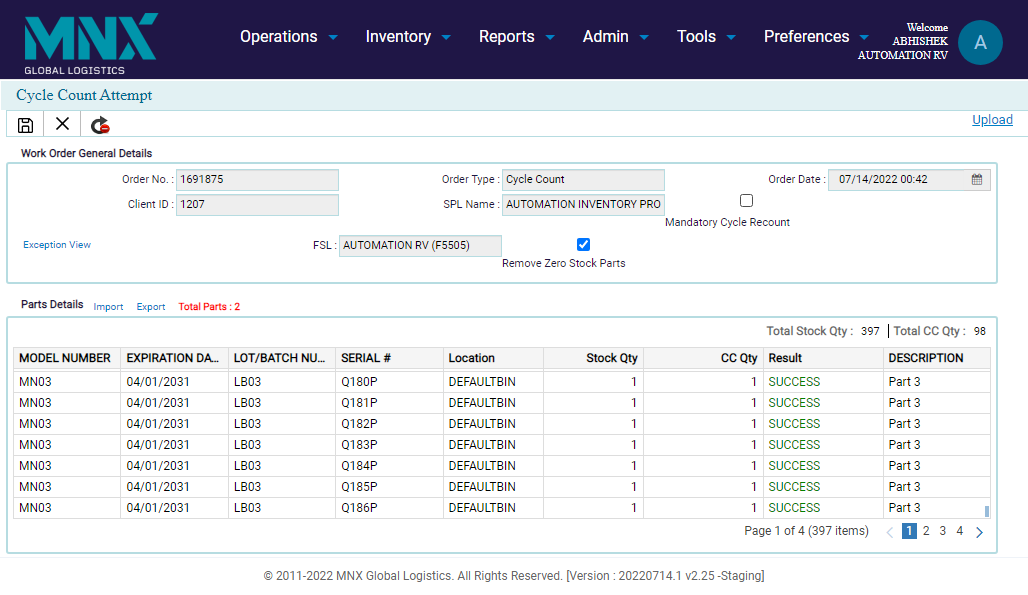 MNX
GLOBAL LOGISTICS
Operations Inventory Reports Admin Tools Preferences
Welcome
ABHISHEK
AUTOMATION RV
A
Cycle Count Attempt
Upload
Work Order General Details
Order No. : 1691875 Order Type : Cycle Count Order Date : 07/14/2022 00:42
Client ID : 1207 SPL Name : AUTOMATION INVENTORY PRO
Mandatory Cycle Recount
Exception View FSL : AUTOMATION RV (F5505)
Remove Zero Stock Parts
Parts Details Import Export Total Parts : 2
Total Stock Qty : 397 Total CC Qty : 98
MODEL NUMBER EXPIRATION DA... LOT/BATCH NU... SERIAL # Location Stock Qty CC Qty Result DESCRIPTION
MN03 04/01/2031 LB03 Q180P DEFAULTBIN 1 1 SUCCESS Part 3
MN03 04/01/2031 LB03 Q181P DEFAULTBIN 1 1 SUCCESS Part 3
MN03 04/01/2031 LB03 Q182P DEFAULTBIN 1 1 SUCCESS Part 3
MN03 04/01/2031 LB03 Q183P DEFAULTBIN 1 1 SUCCESS Part 3
MN03 04/01/2031 LB03 Q184P DEFAULTBIN 1 1 SUCCESS Part 3
MN03 04/01/2031 LB03 Q185P DEFAULTBIN 1 1 SUCCESS Part 3
MN03 04/01/2031 LB03 Q186P DEFAULTBIN 1 1 SUCCESS Part 3
Page 1 of 4 (397 items) 1 2 3 4
© 2011-2022 MNX Global Logistics. All Rights Reserved. [Version : 20220714.1 v2.25 -Staging]